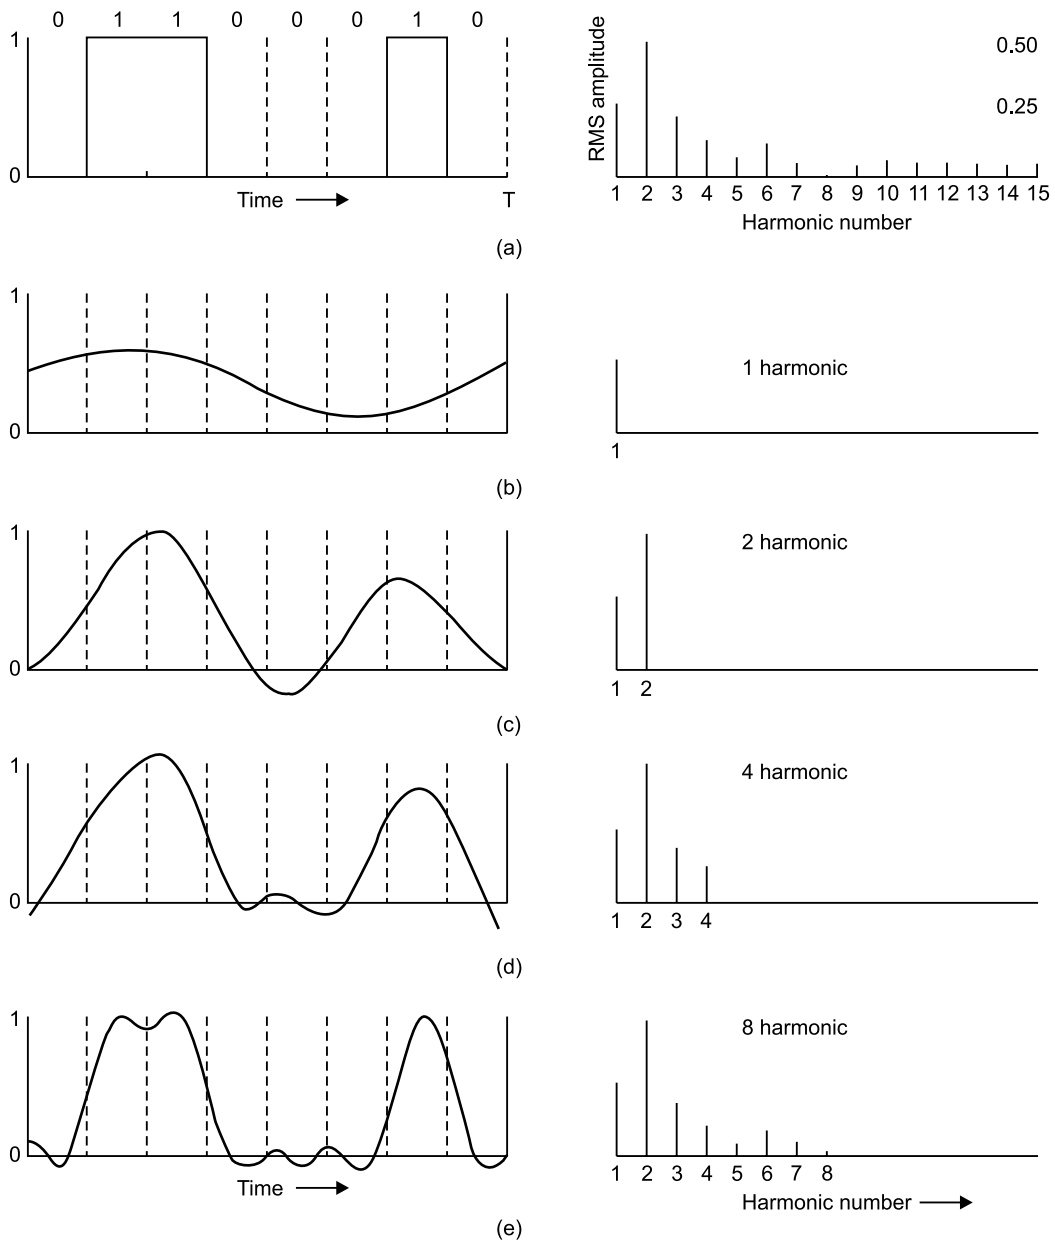 0 1 1 0 0 0 1 0
1
0
Time
T
RMS amplitude
0.50
0.25
1 2 3 4 5 6 7 8 9 10 11 12 13 14 15
Harmonic number
(a)
1
0
1 harmonic
1
(b)
1
0
2 harmonic
1 2
(c)
1
0
4 harmonic
1 2 3 4
(d)
1
0
Time
8 harmonic
1 2 3 4 5 6 7 8
Harmonic number
(e)